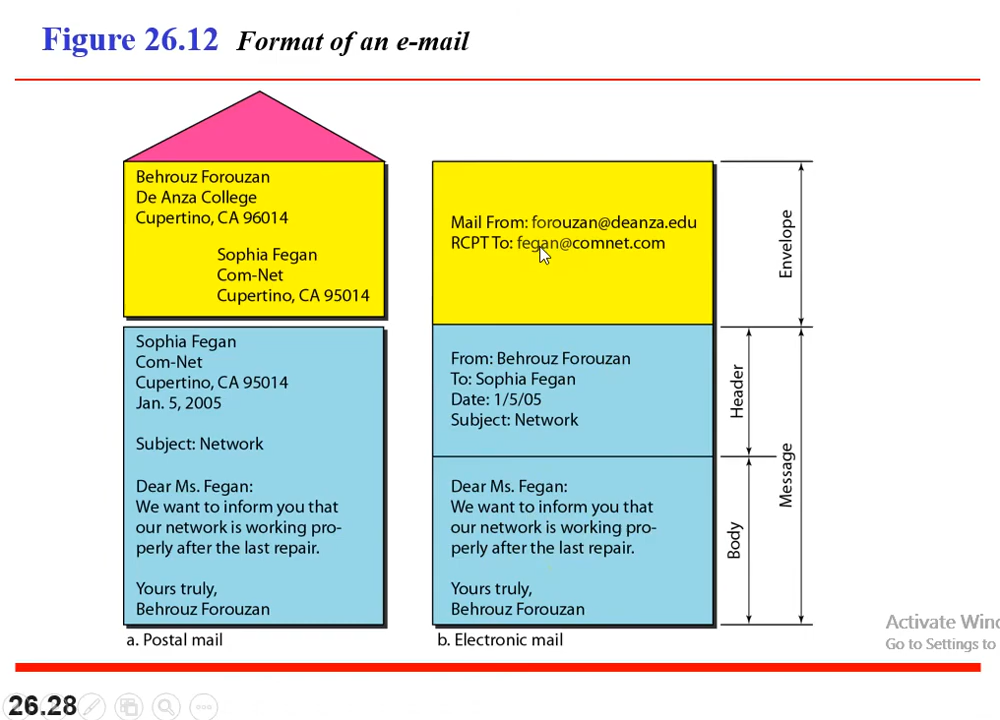 Figure 26.12 Format of an e-mail
Behrouz Forouzan
De Anza College
Cupertino, CA 96014
Sophia Fegan
Com-Net
Cupertino, CA 95014
Sophia Fegan
Com-Net
Cupertino, CA 95014
Jan. 5, 2005
Subject: Network
Dear Ms. Fegan:
We want to inform you that
our network is working pro-
perly after the last repair.
Yours truly,
Behrouz Forouzan
a. Postal mail
Mail From: forouzan@deanza.edu
RCPT To: fegan@comnet.com
From: Behrouz Forouzan
To: Sophia Fegan
Date: 1/5/05
Subject: Network
Dear Ms. Fegan:
We want to inform you that
our network is working pro-
perly after the last repair.
Yours truly,
Behrouz Forouzan
b. Electronic mail
Envelope
Header
Body
Message
Activate Winc
Go to Settings to
26.28